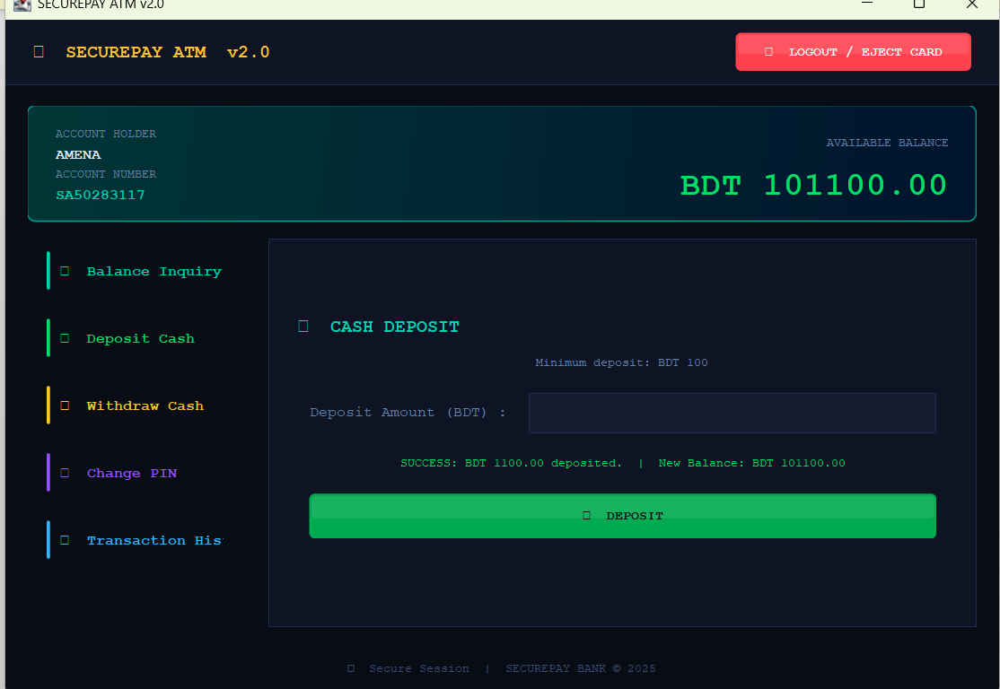 SECUREPAY ATM v2.0
SECUREPAY ATM v2.0
LOGOUT / EJECT CARD
ACCOUNT HOLDER
AMENA
ACCOUNT NUMBER
SA50283117
AVAILABLE BALANCE
BDT 101100.00
Balance Inquiry
Deposit Cash
Withdraw Cash
Change PIN
Transaction His
CASH DEPOSIT
Minimum deposit: BDT 100
Deposit Amount (BDT) :
SUCCESS: BDT 1100.00 deposited. | New Balance: BDT 101100.00
DEPOSIT
Secure Session | SECUREPAY BANK © 2025